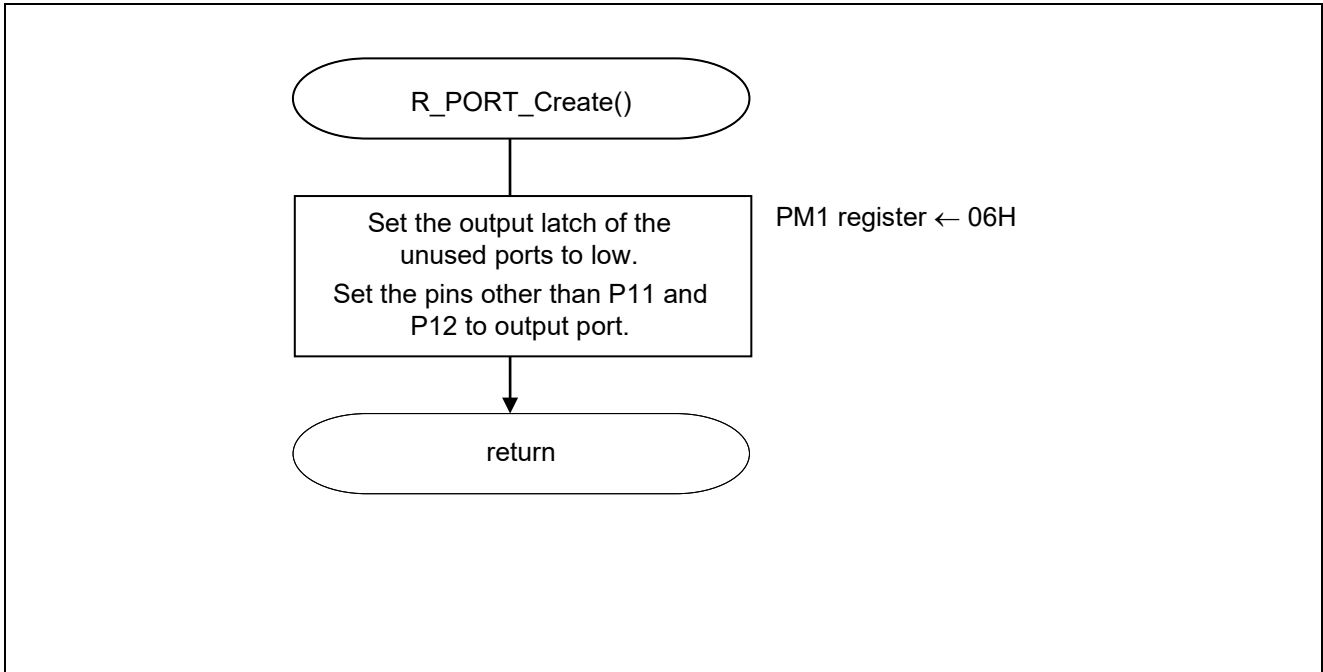 R_PORT_Create()
Set the output latch of the
unused ports to low.
Set the pins other than P11 and
P12 to output port.
PM1 register ← 06H
return